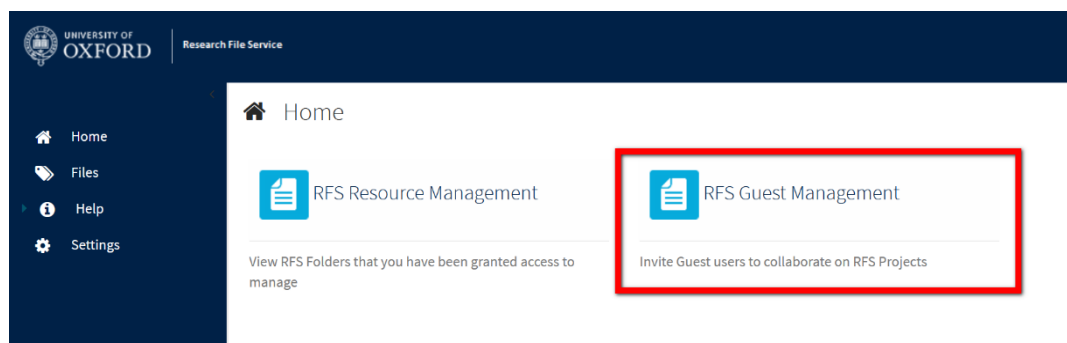 UNIVERSITY OF
OXFORD
Research File Service
Home
Files
Help
Settings
Home
RFS Resource Management
View RFS Folders that you have been granted access to
manage
RFS Guest Management
Invite Guest users to collaborate on RFS Projects